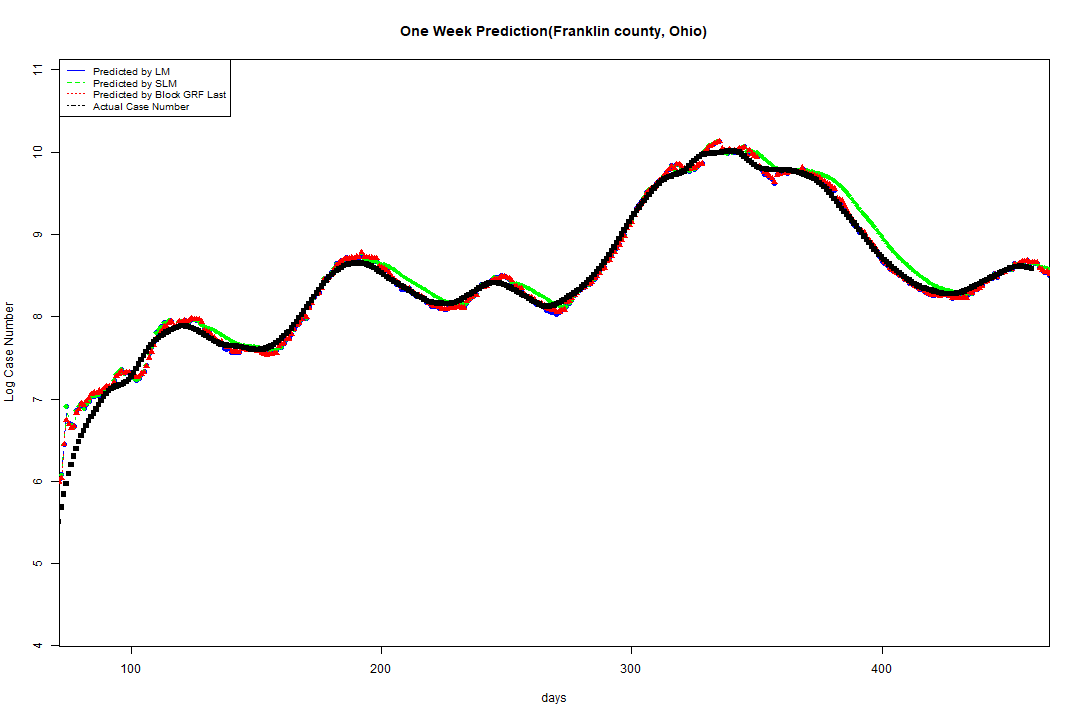 One Week Prediction(Franklin county, Ohio)
Predicted by LM
Predicted by SLM
Predicted by Block GRF Last
Actual Case Number
11
10
9
8
7
6
5
4
Log Case Number
100
200
300
400
days